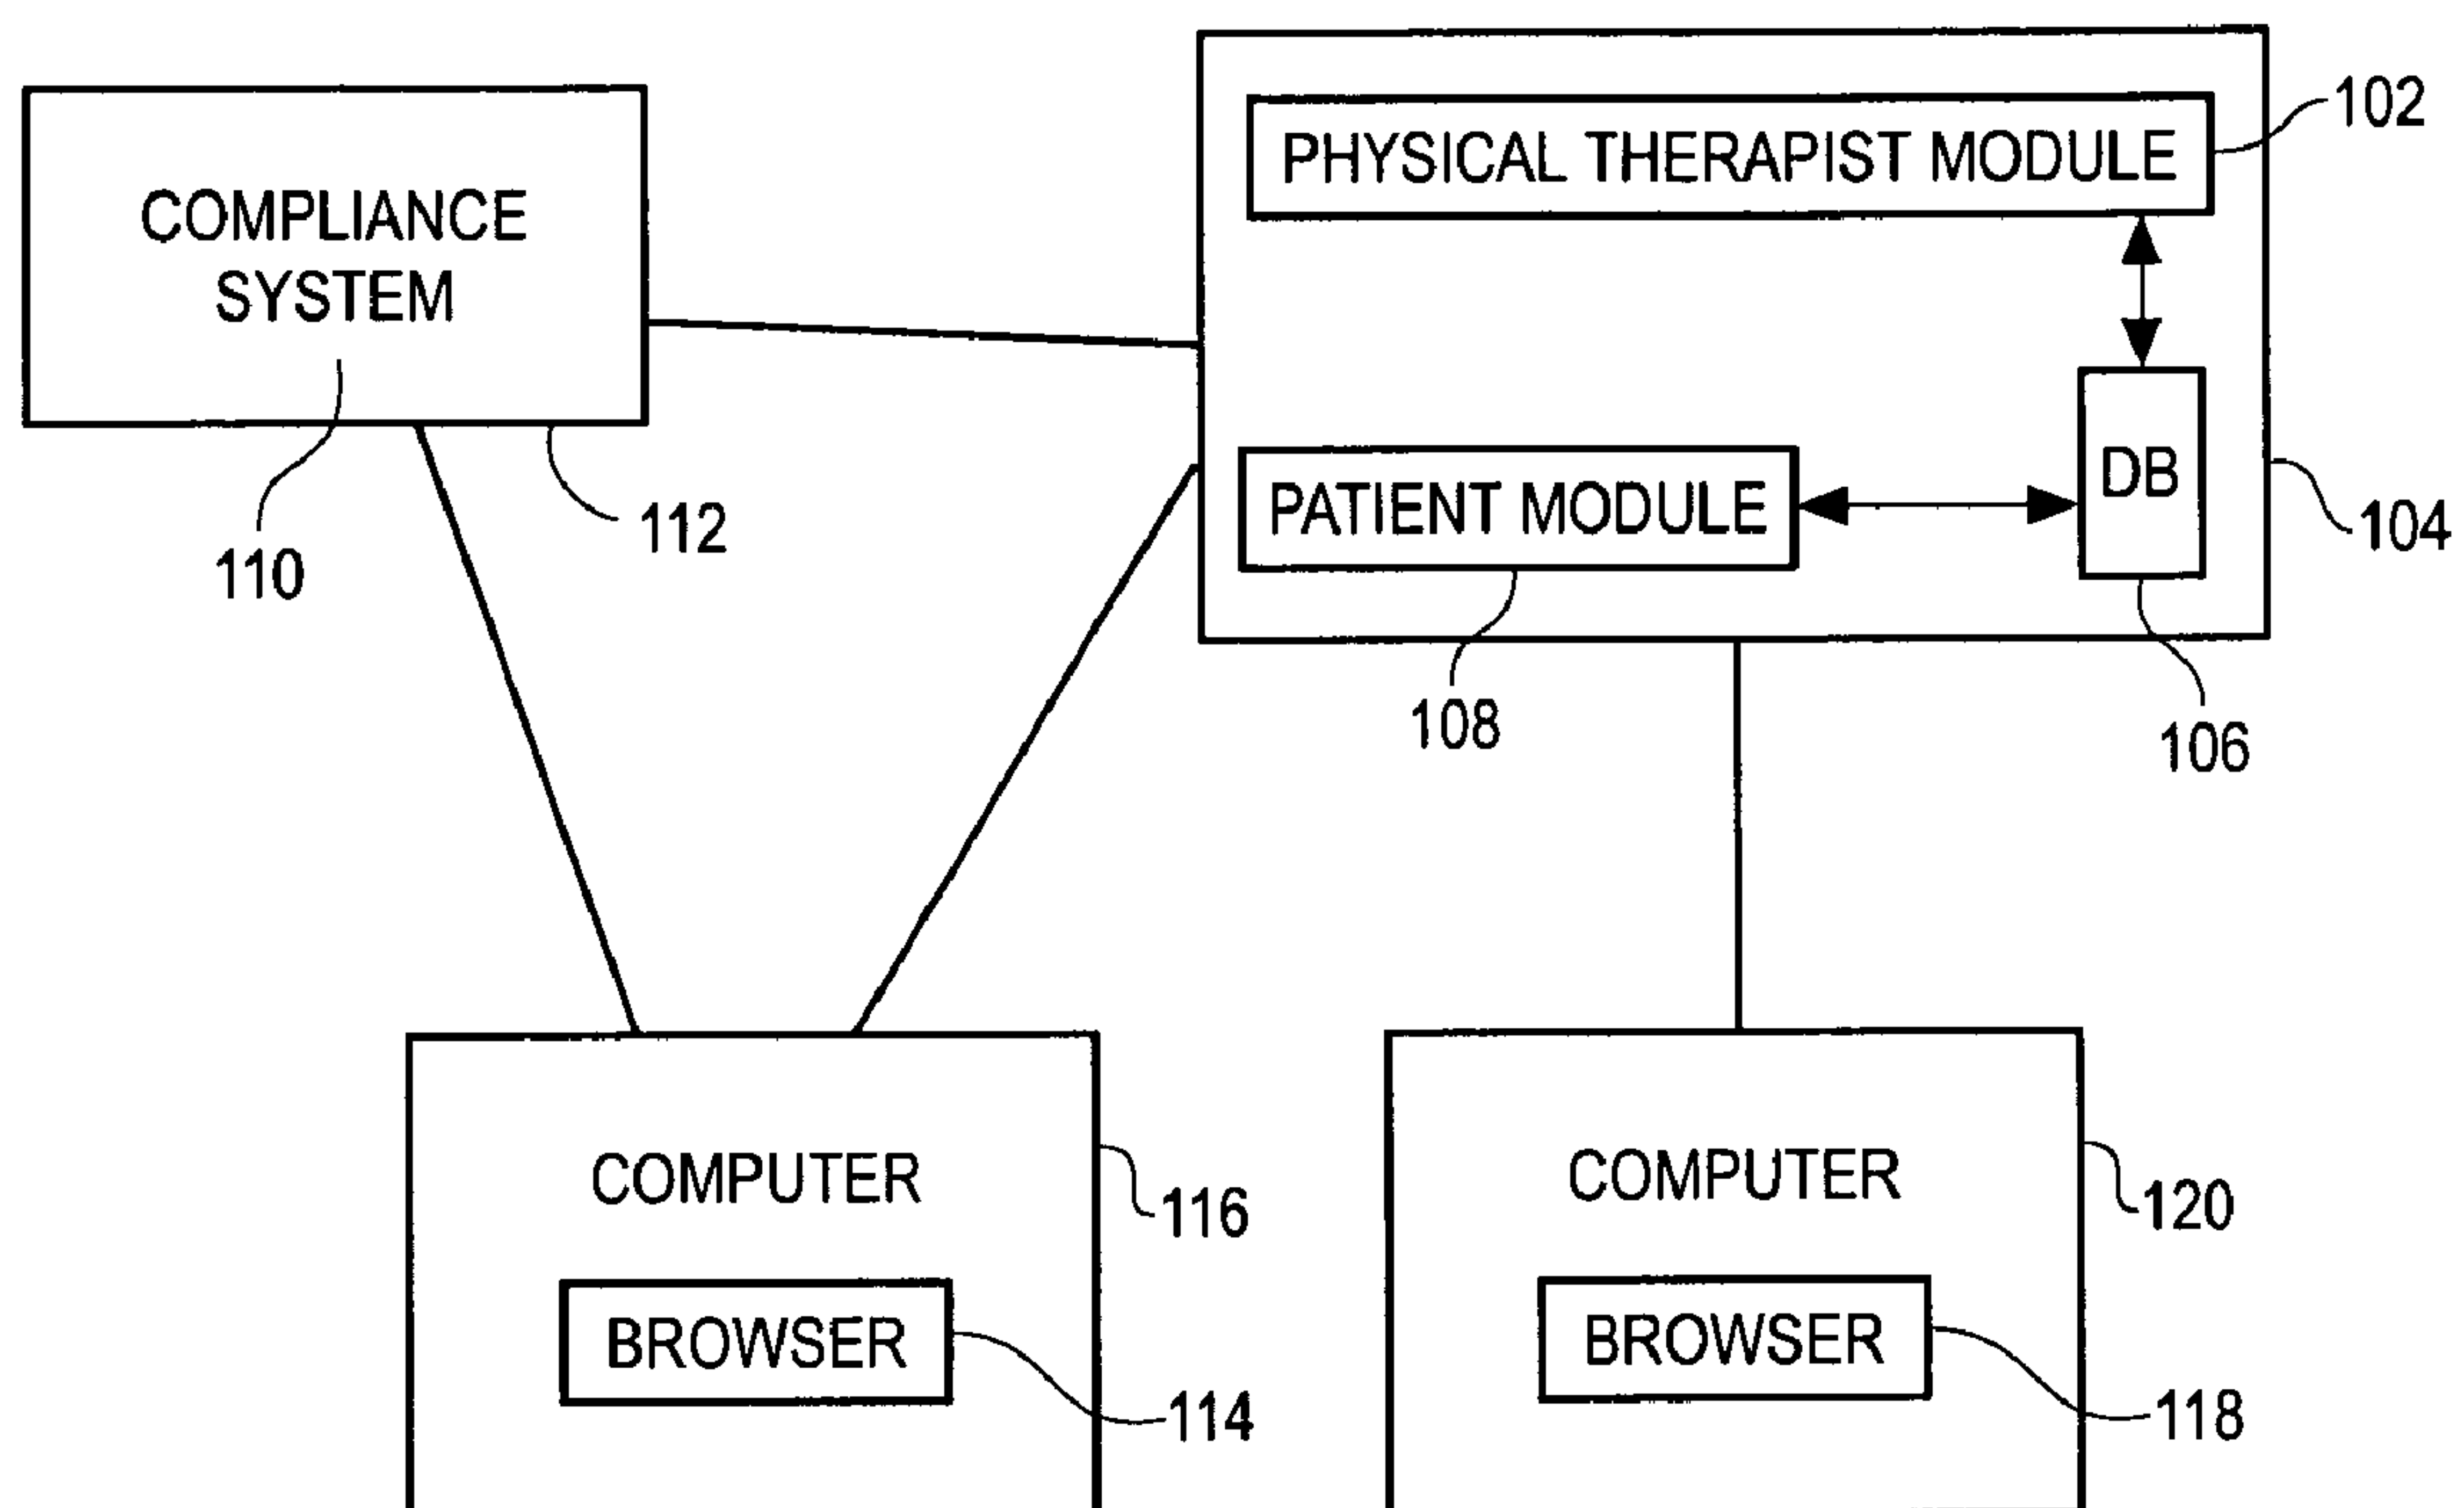 COMPLIANCE
SYSTEM
110
112
PHYSICAL THERAPIST MODULE
102
PATIENT MODULE
DB
104
108
106
COMPUTER
116
BROWSER
114
COMPUTER
120
BROWSER
118